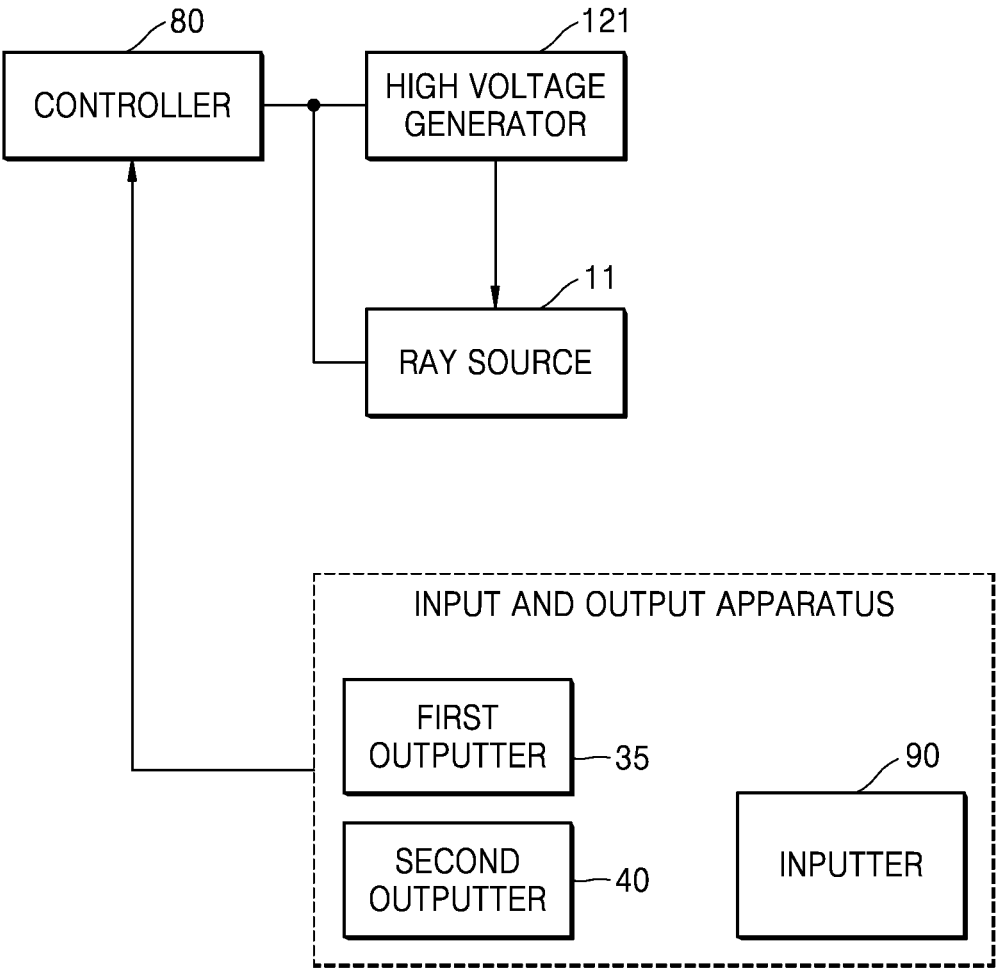 80
CONTROLLER
121
HIGH VOLTAGE
GENERATOR
11
RAY SOURCE
INPUT AND OUTPUT APPARATUS
FIRST
OUTPUTTER
35
SECOND
OUTPUTTER
40
90
INPUTTER